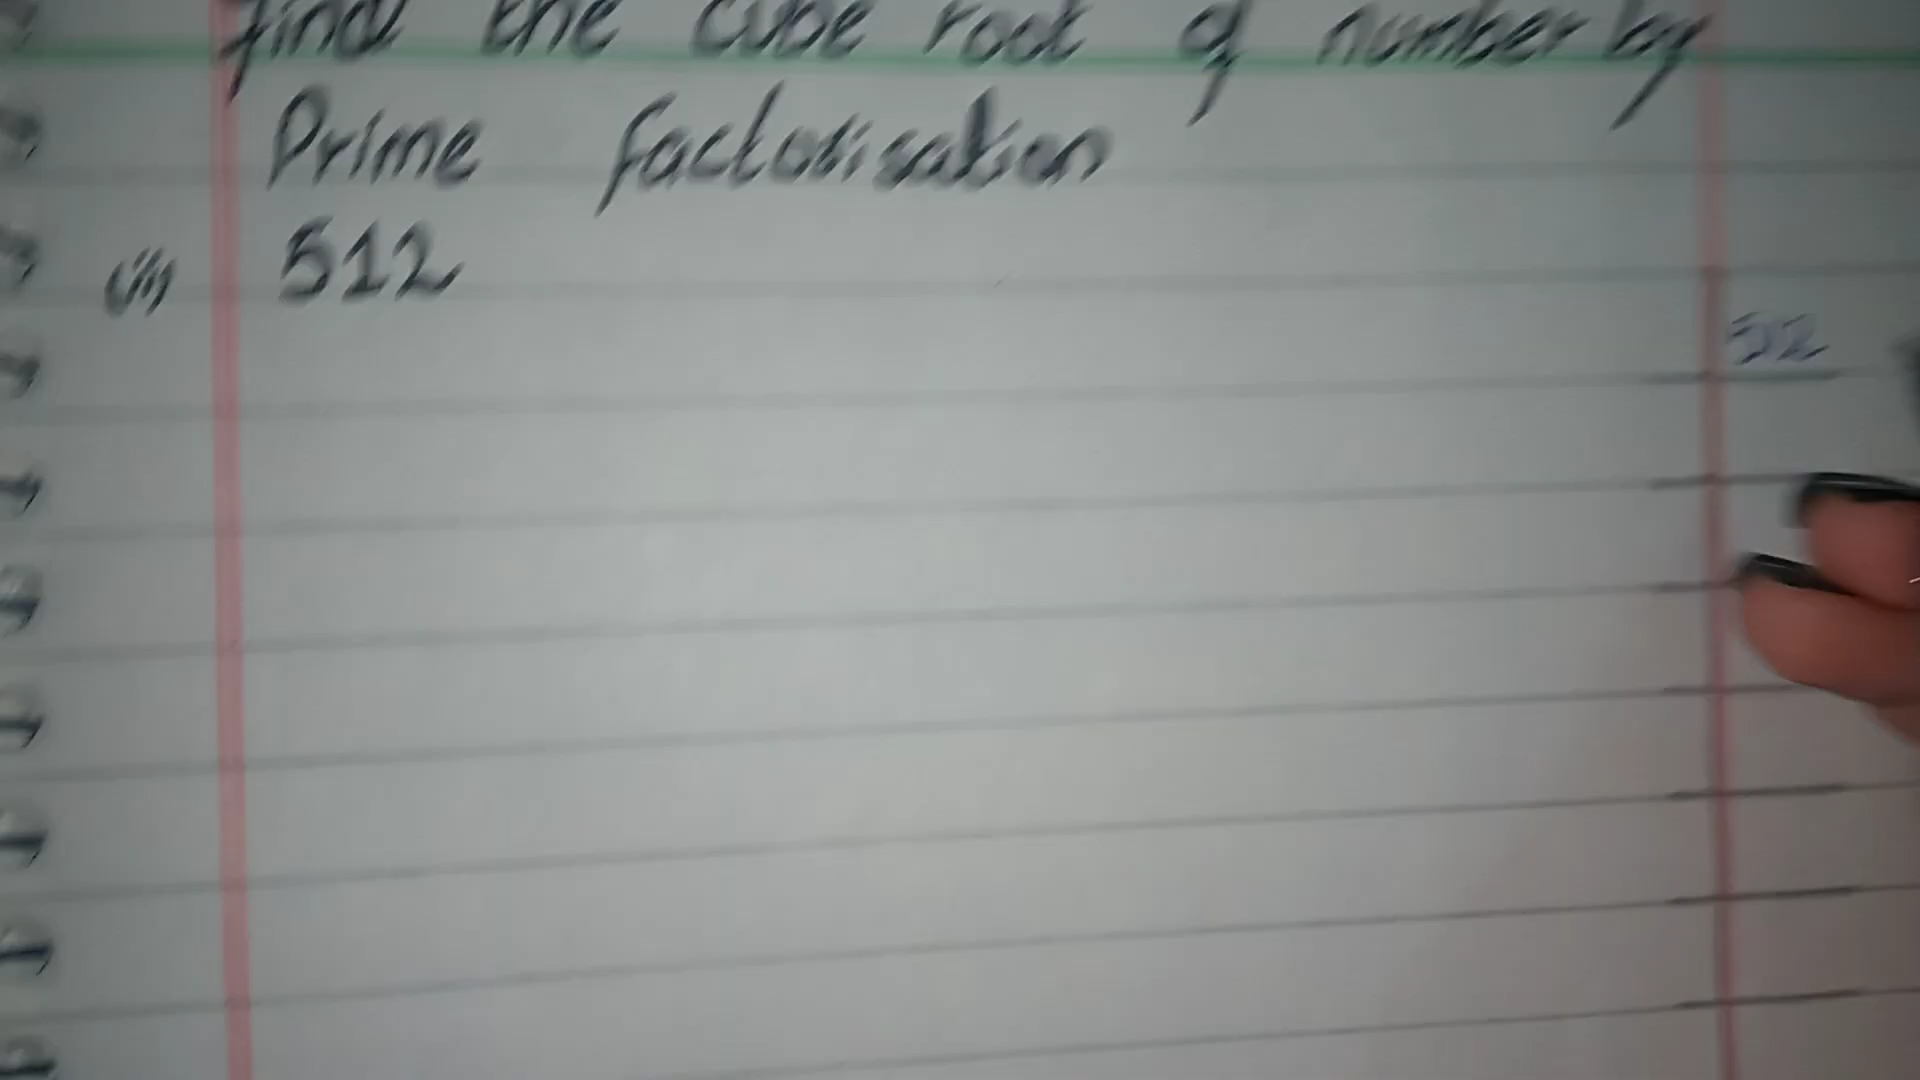 find the cube root of number by
Prime factorisation
(ii) 512
512